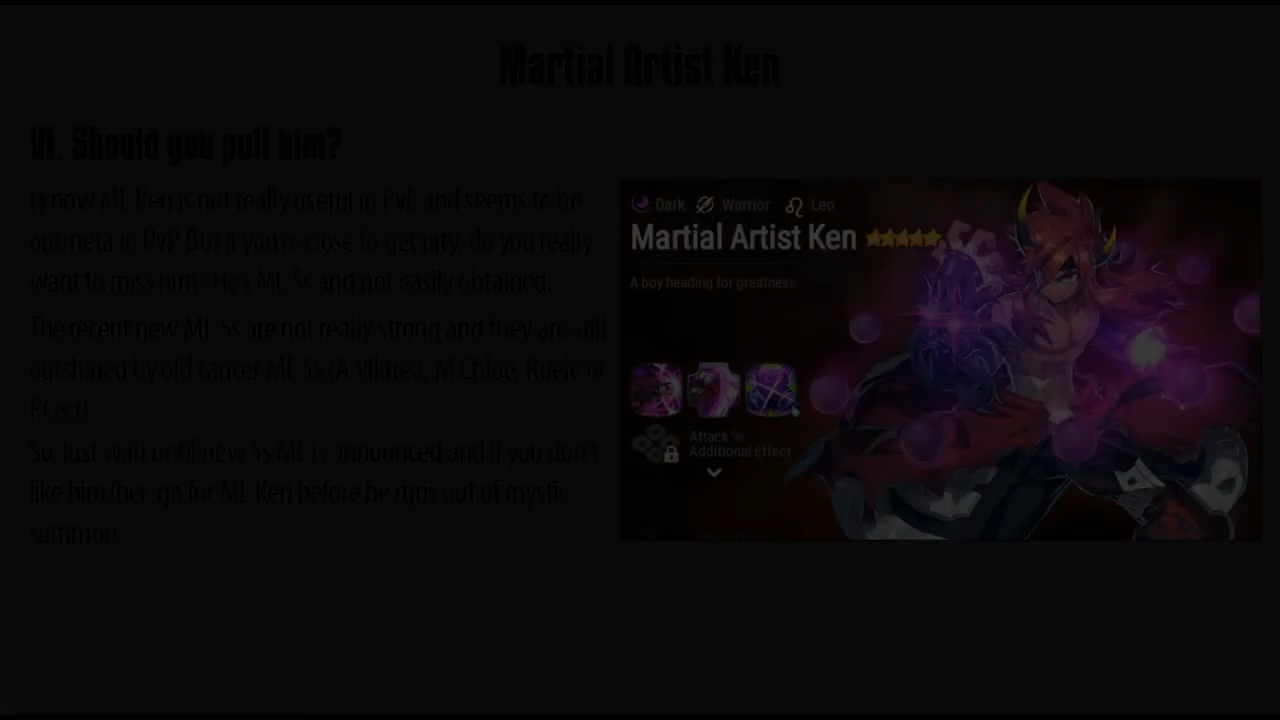 Martial Artist Ken
VI. Should you pull him?
I know ML Ken is not really useful in PvE and seems to be
outmeta in PvP. But if you're close to get pity, do you really
want to miss him? He's ML 5s and not easily obtained.
The recent new ML 5s are not really strong and they are still
outshined by old cancer ML 5s (A.Vildred, M.Chloe, Ruele or
F.Ceri).
So, just wait until new 5s ML is announced and if you don't
like him/her, go for ML Ken before he runs out of mystic
summon.
Dark Warrior Leo
Martial Artist Ken
A boy heading for greatness
Attack %
Additional Effect